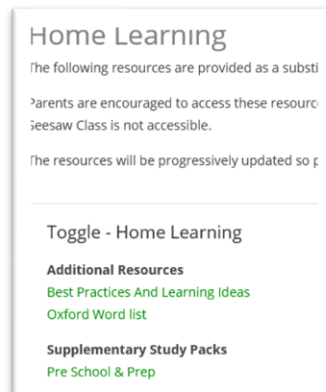 Home Learning
The following resources are provided as a substi
Parents are encouraged to access these resourc
Seesaw Class is not accessible.
The resources will be progressively updated so p
Toggle - Home Learning
Additional Resources
Best Practices And Learning Ideas
Oxford Word list
Supplementary Study Packs
Pre School & Prep